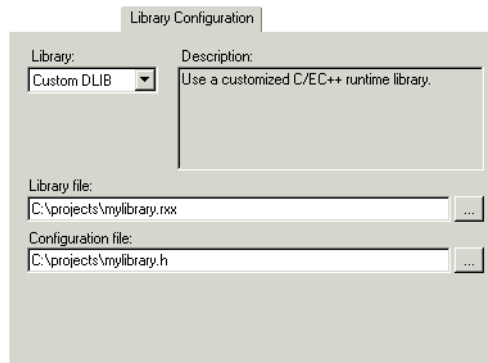 Library Configuration
Library:
Description:
Custom DLIB
Use a customized C/EC++ runtime library.
Library file:
C:\projects\mylibrary.rxx
...
Configuration file:
C:\projects\mylibrary.h
...